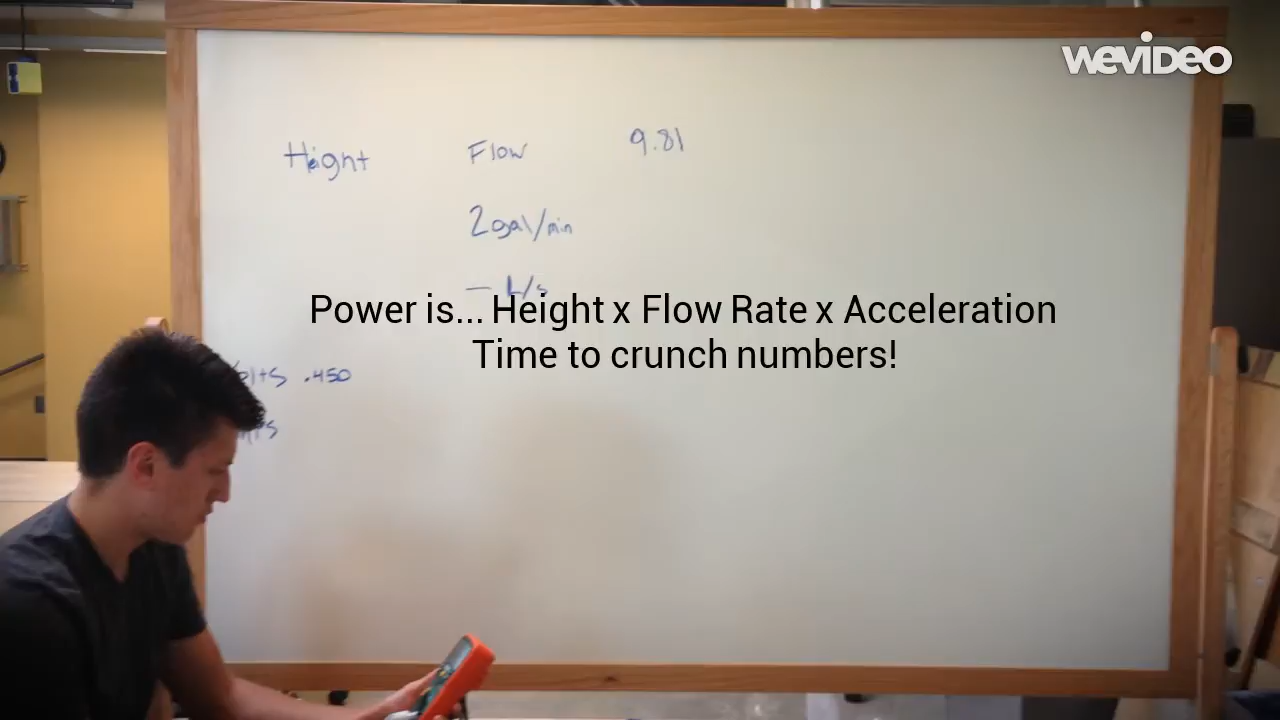 WEVIDEO
Height Flow 9.81
2gal/min
— L/s
Power is... Height x Flow Rate x Acceleration
Time to crunch numbers!
.450